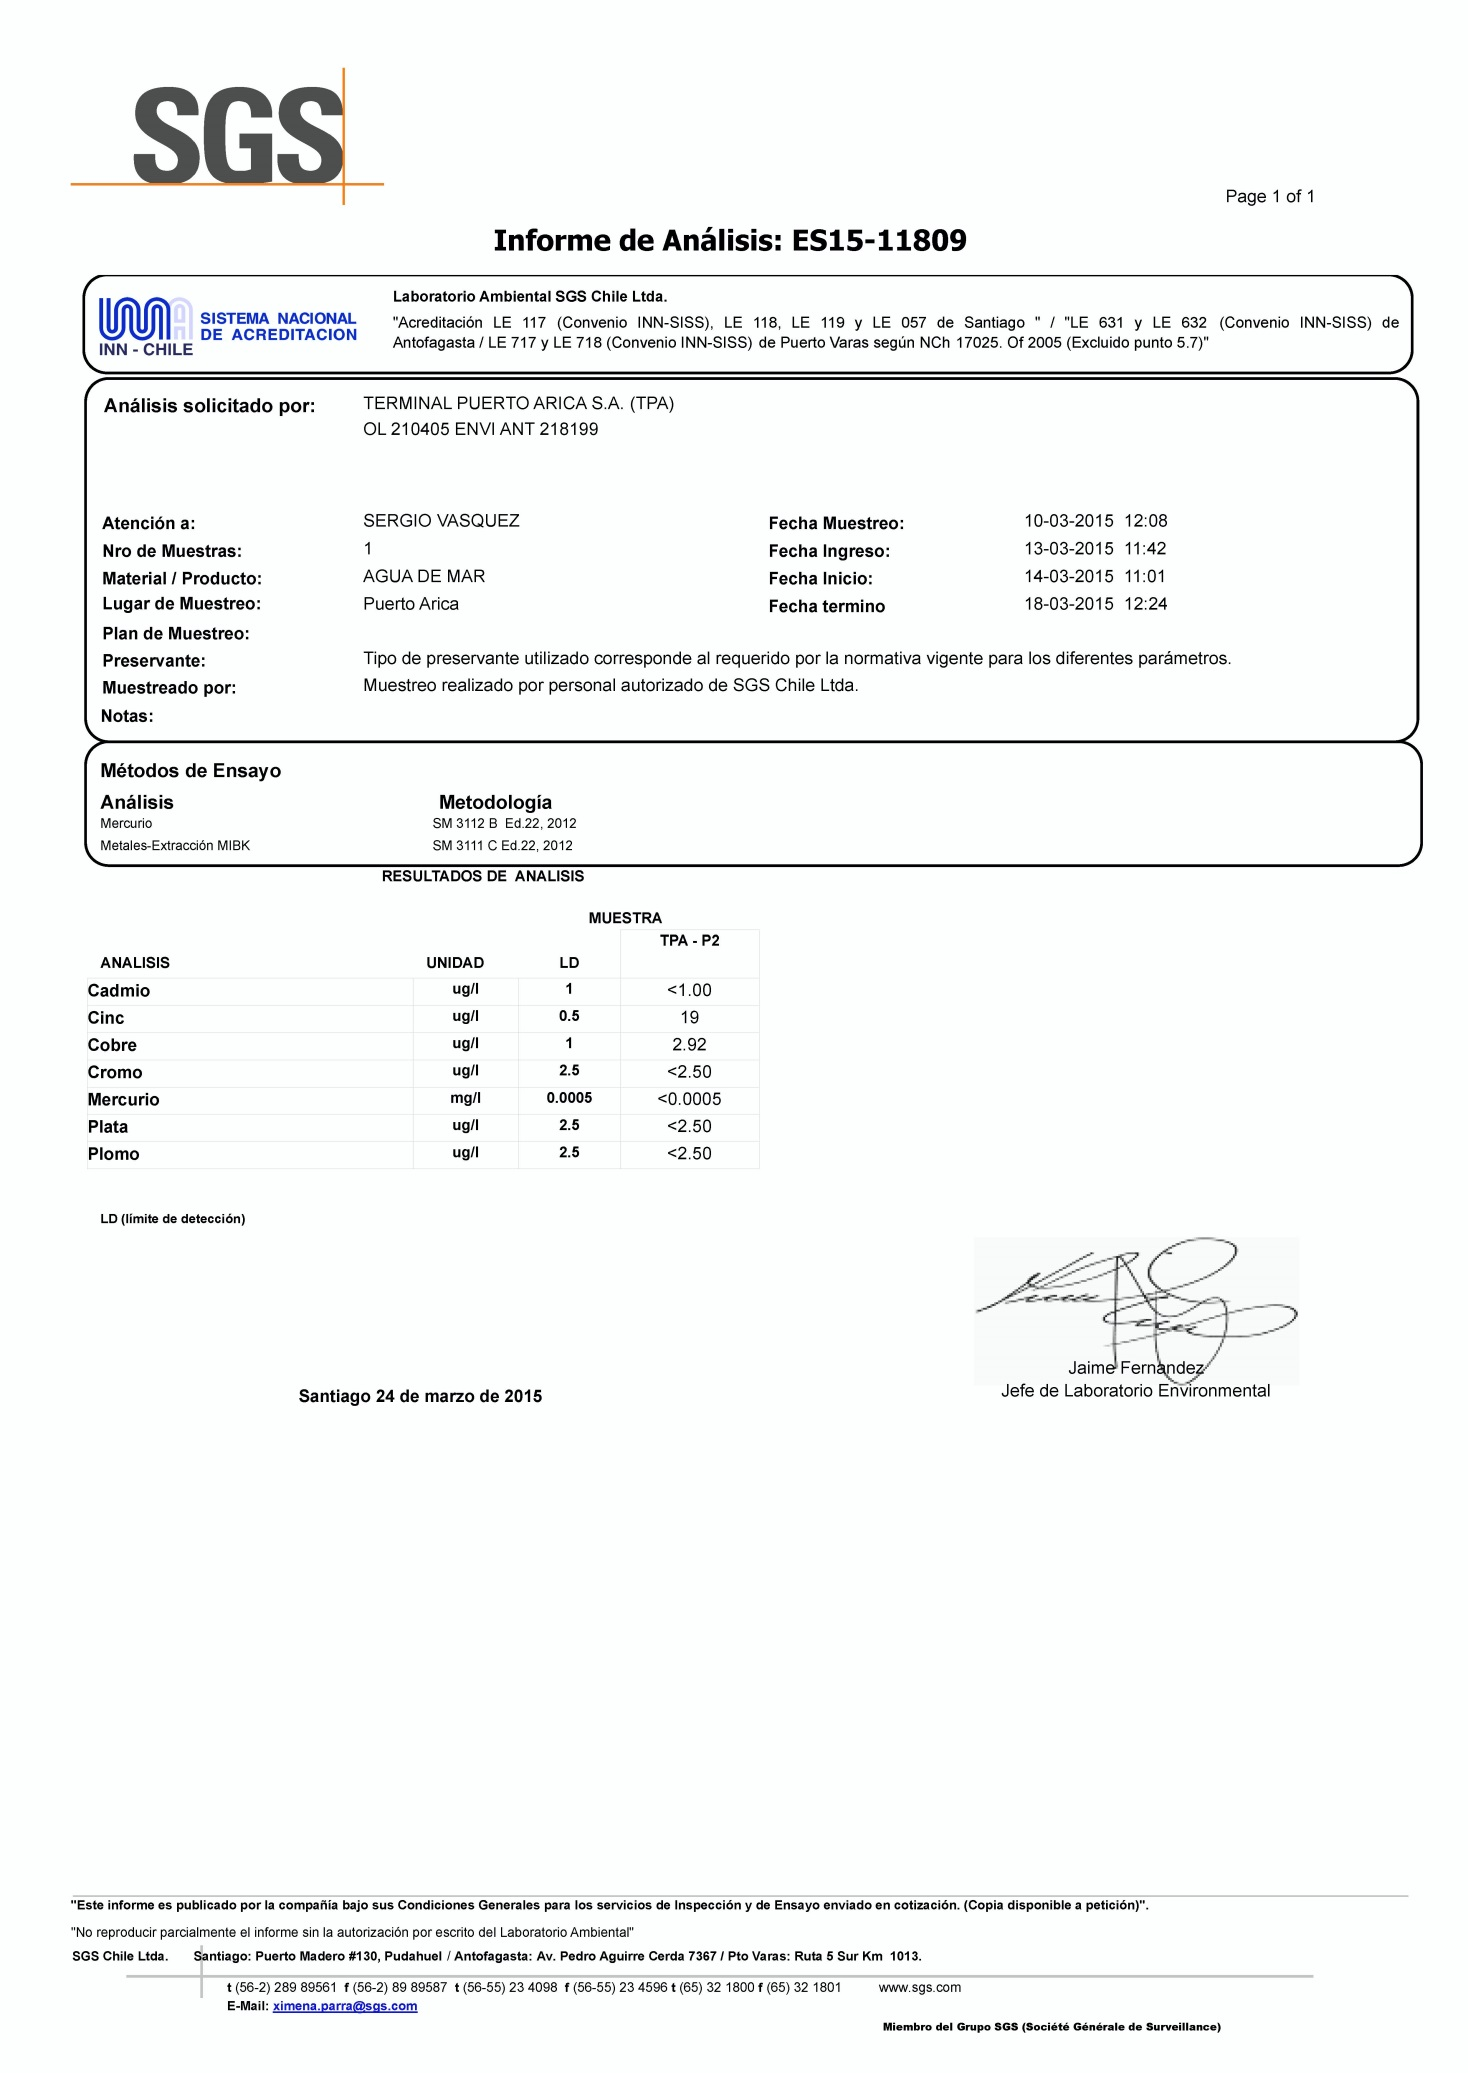 SGS
Page 1 of 1
Informe de Análisis: ES15-11809
INN - CHILE
SISTEMA NACIONAL
DE ACREDITACION
Laboratorio Ambiental SGS Chile Ltda.
"Acreditación LE 117 (Convenio INN-SISS), LE 118, LE 119 y LE 057 de Santiago " / "LE 631 y LE 632 (Convenio INN-SISS) de
Antofagasta / LE 717 y LE 718 (Convenio INN-SISS) de Puerto Varas según NCh 17025. Of 2005 (Excluido punto 5.7)"
Análisis solicitado por: TERMINAL PUERTO ARICA S.A. (TPA)
OL 210405 ENVI ANT 218199
Atención a: SERGIO VASQUEZ Fecha Muestreo: 10-03-2015 12:08
Nro de Muestras: 1 Fecha Ingreso: 13-03-2015 11:42
Material / Producto: AGUA DE MAR Fecha Inicio: 14-03-2015 11:01
Lugar de Muestreo: Puerto Arica Fecha termino 18-03-2015 12:24
Plan de Muestreo:
Preservante: Tipo de preservante utilizado corresponde al requerido por la normativa vigente para los diferentes parámetros.
Muestreado por: Muestreo realizado por personal autorizado de SGS Chile Ltda.
Notas:
Métodos de Ensayo
Análisis Metodología
Mercurio SM 3112 B Ed.22, 2012
Metales-Extracción MIBK SM 3111 C Ed.22, 2012
RESULTADOS DE ANALISIS
MUESTRA
TPA - P2
ANALISIS UNIDAD LD
Cadmio ug/l 1 <1.00
Cinc ug/l 0.5 19
Cobre ug/l 1 2.92
Cromo ug/l 2.5 <2.50
Mercurio mg/l 0.0005 <0.0005
Plata ug/l 2.5 <2.50
Plomo ug/l 2.5 <2.50
LD (límite de detección)
Jaime Fernandez
Jefe de Laboratorio Environmental
Santiago 24 de marzo de 2015
"Este informe es publicado por la compañía bajo sus Condiciones Generales para los servicios de Inspección y de Ensayo enviado en cotización. (Copia disponible a petición)".
"No reproducir parcialmente el informe sin la autorización por escrito del Laboratorio Ambiental"
SGS Chile Ltda. Santiago: Puerto Madero #130, Pudahuel / Antofagasta: Av. Pedro Aguirre Cerda 7367 / Pto Varas: Ruta 5 Sur Km 1013.
t (56-2) 289 89561 f (56-2) 89 89587 t (56-55) 23 4098 f (56-55) 23 4596 t (65) 32 1800 f (65) 32 1801 www.sgs.com
E-Mail: ximena.parra@sgs.com
Miembro del Grupo SGS (Société Générale de Surveillance)